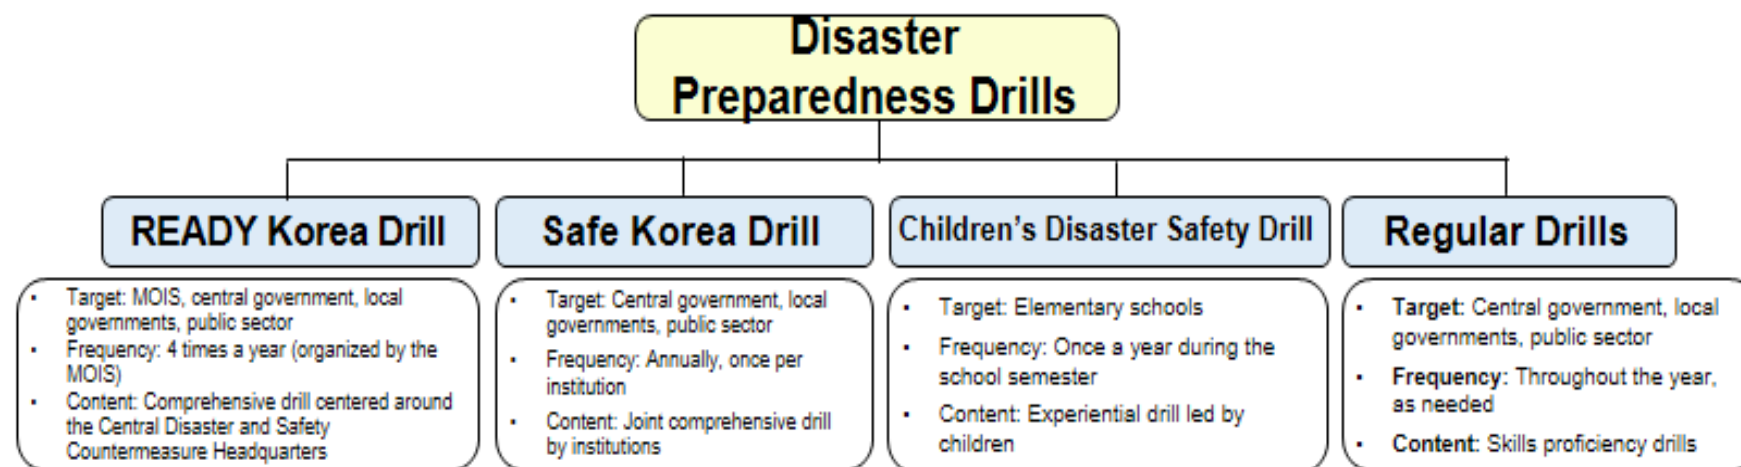 Disaster
Preparedness Drills
READY Korea Drill
▪ Target: MOIS, central government, local
governments, public sector
▪ Frequency: 4 times a year (organized by the
MOIS)
▪ Content: Comprehensive drill centered around
the Central Disaster and Safety
Countermeasure Headquarters
Safe Korea Drill
▪ Target: Central government, local
governments, public sector
▪ Frequency: Annually, once per
institution
▪ Content: Joint comprehensive drill
by institutions
Children's Disaster Safety Drill
▪ Target: Elementary schools
▪ Frequency: Once a year during the
school semester
▪ Content: Experiential drill led by
children
Regular Drills
▪ Target: Central government, local
governments, public sector
▪ Frequency: Throughout the year,
as needed
▪ Content: Skills proficiency drills